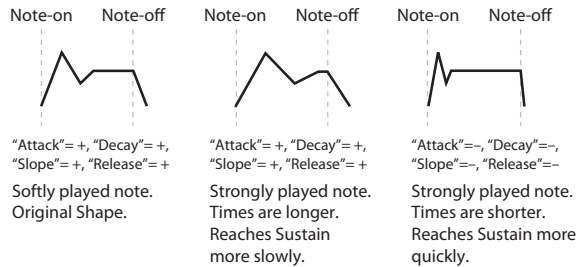 Note-on Note-off
“Attack”= +, “Decay”= +,
“Slope”= +, “Release”= +
Softly played note.
Original Shape.
Note-on Note-off
“Attack”= +, “Decay”= +,
“Slope”= +, “Release”= +
Strongly played note.
Times are longer.
Reaches Sustain
more slowly.
Note-on Note-off
“Attack”=–, “Decay”=–,
“Slope”=–, “Release”=–
Strongly played note.
Times are shorter.
Reaches Sustain more
quickly.